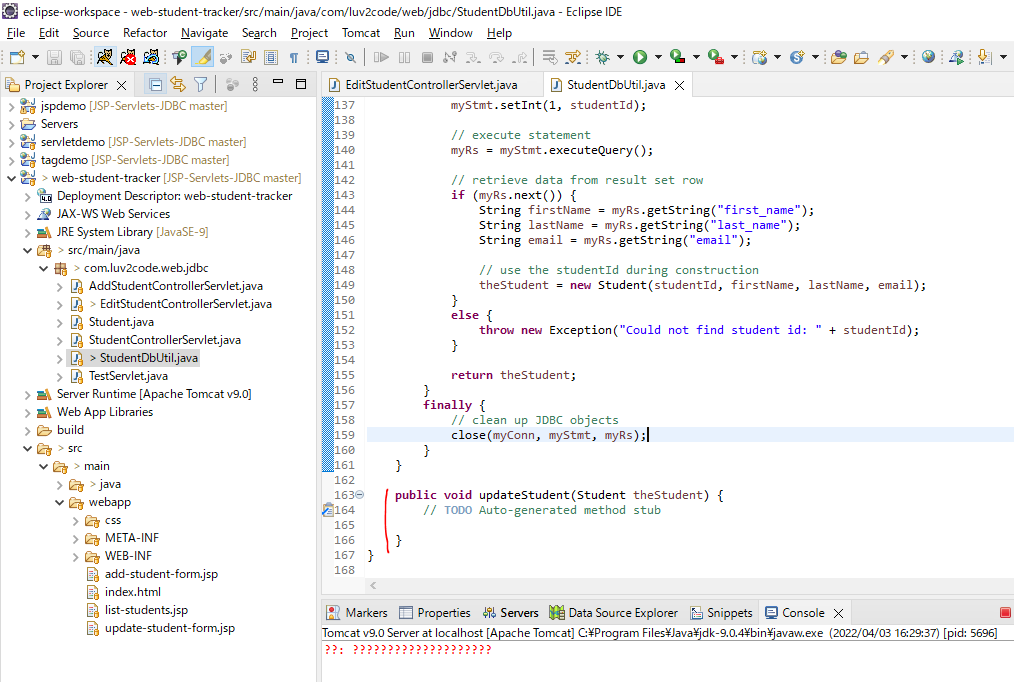 eclipse-workspace - web-student-tracker/src/main/java/com/luv2code/web/jdbc/StudentDbUtil.java - Eclipse IDE
File Edit Source Refactor Navigate Search Project Tomcat Run Window Help
Project Explorer
jspdemo [JSP-Servlets-JDBC master]
Servers
servletdemo [JSP-Servlets-JDBC master]
tagdemo [JSP-Servlets-JDBC master]
> web-student-tracker [JSP-Servlets-JDBC master]
Deployment Descriptor: web-student-tracker
JAX-WS Web Services
JRE System Library [JavaSE-9]
> src/main/java
> com.luv2code.web.jdbc
AddStudentControllerServlet.java
> EditStudentControllerServlet.java
Student.java
StudentControllerServlet.java
> StudentDbUtil.java
TestServlet.java
Server Runtime [Apache Tomcat v9.0]
Web App Libraries
build
> src
> main
> java
webapp
css
META-INF
WEB-INF
add-student-form.jsp
index.html
list-students.jsp
update-student-form.jsp
EditStudentControllerServlet.java StudentDbUtil.java
137 myStmt.setInt(1, studentId);
138
139 // execute statement
140 myRs = myStmt.executeQuery();
141
142 // retrieve data from result set row
143 if (myRs.next()) {
144 String firstName = myRs.getString("first_name");
145 String lastName = myRs.getString("last_name");
146 String email = myRs.getString("email");
147
148 // use the studentId during construction
149 theStudent = new Student(studentId, firstName, lastName, email);
150 }
151 else {
152 throw new Exception("Could not find student id: " + studentId);
153 }
154
155 return theStudent;
156 }
157 finally {
158 // clean up JDBC objects
159 close(myConn, myStmt, myRs);
160 }
161 }
162
163 public void updateStudent(Student theStudent) {
164 // TODO Auto-generated method stub
165
166 }
167 }
168
Markers Properties Servers Data Source Explorer Snippets Console
Tomcat v9.0 Server at localhost [Apache Tomcat] C:¥Program Files¥Java¥jdk-9.0.4¥bin¥javaw.exe (2022/04/03 16:29:37) [pid: 5696]
??: ????????????????????